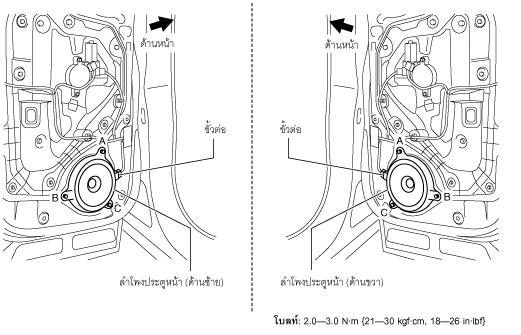 ด้านหน้า
ขั้วต่อ
A
B
C
ลำโพงประตูหน้า (ด้านซ้าย)
ด้านหน้า
ขั้วต่อ
A
B
C
ลำโพงประตูหน้า (ด้านขวา)
โบลท์: 2.0—3.0 N·m {21—30 kgf·cm, 18—26 in·lbf}